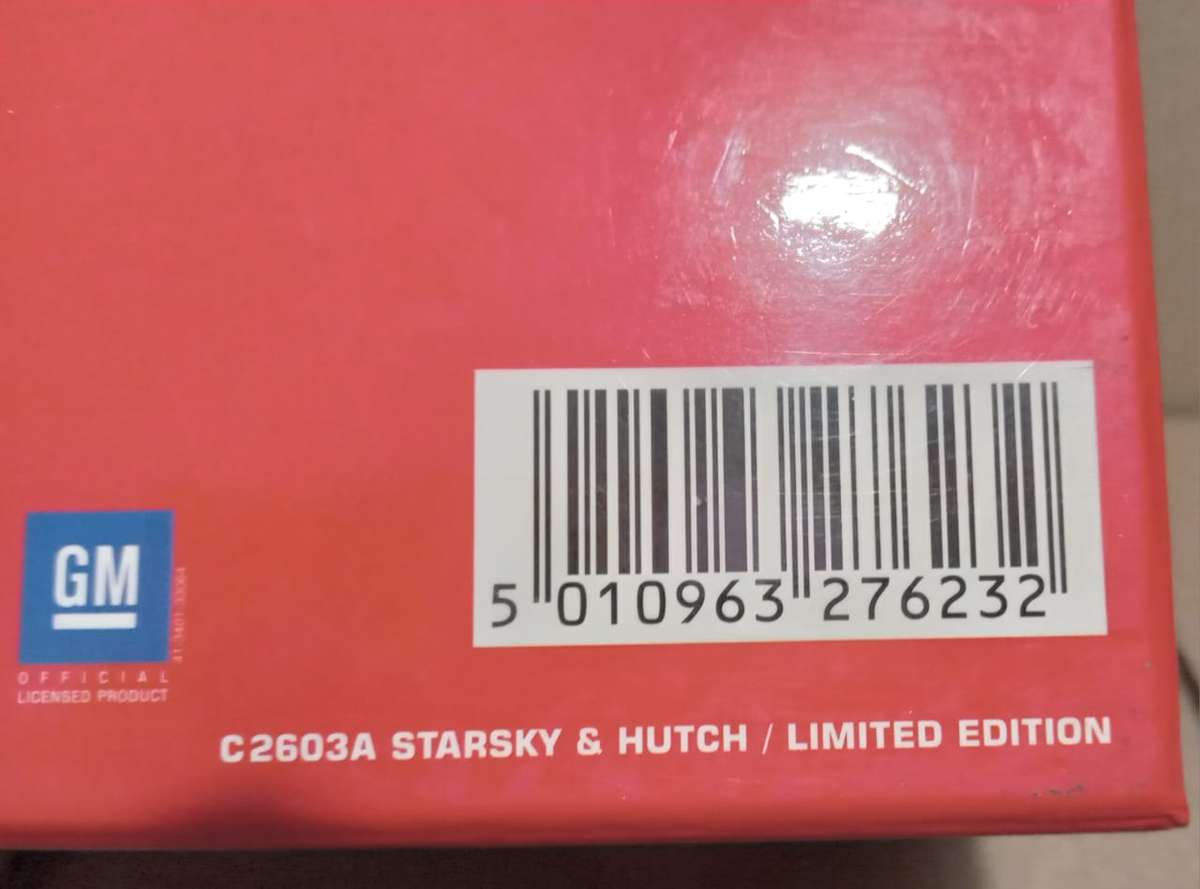 5 010963 276232
GM
OFFICIAL
LICENSED PRODUCT
C2603A STARSKY & HUTCH / LIMITED EDITION